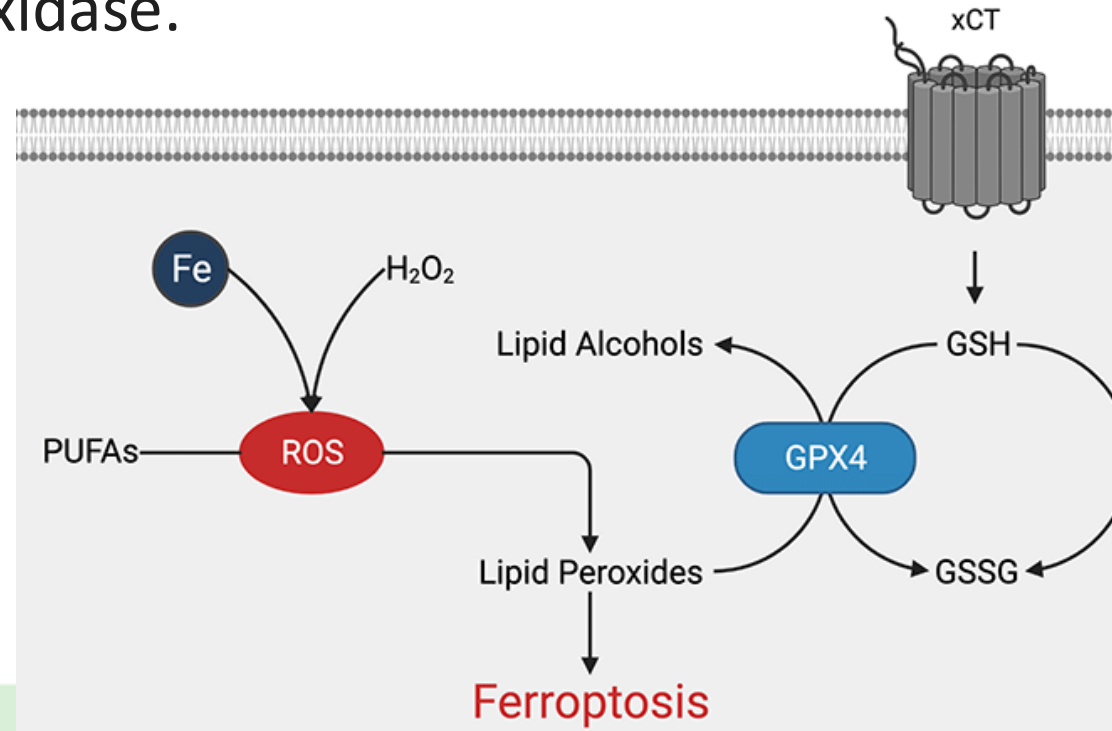 xidase.
xCT
Fe
H₂O₂
Lipid Alcohols
GSH
PUFAs
ROS
GPX4
Lipid Peroxides
GSSG
Ferroptosis